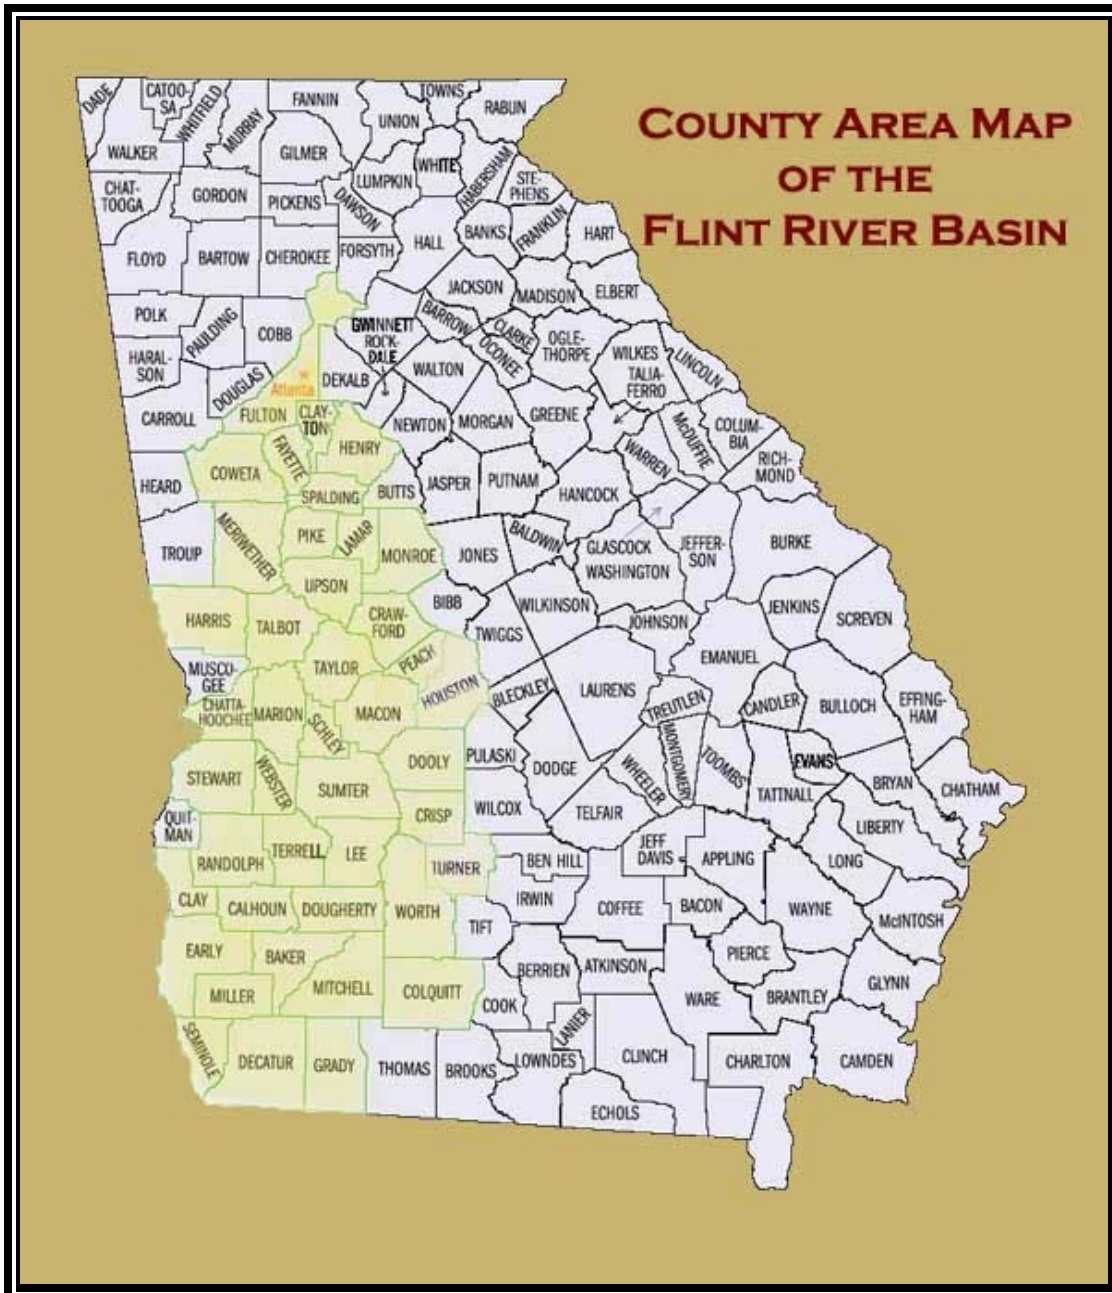 COUNTY AREA MAP
OF THE
FLINT RIVER BASIN
DADE
CATOO-
SA
WHITFIELD
MURRAY
FANNIN
UNION
TOWNS
RABUN
WALKER
GILMER
LUMPKIN
WHITE
HABERSHAM
STE-
PHENS
CHAT-
TOOGA
GORDON
PICKENS
DAWSON
HALL
BANKS
FRANKLIN
HART
FLOYD
BARTOW
CHEROKEE
FORSYTH
JACKSON
MADISON
ELBERT
POLK
PAULDING
COBB
GWINNETT
ROCK-
DALE
BARROW
CLARKE
OCONEE
OGLE-
THORPE
WILKES
TALIA-
FERRO
LINCOLN
HARAL-
SON
DOUGLAS
Atlanta
DEKALB
WALTON
CARROLL
FULTON
CLAY-
TON
NEWTON
MORGAN
GREENE
McDUFFIE
COLUM-
BIA
WARREN
RICH-
MOND
HEARD
COWETA
FAYETTE
HENRY
SPALDING
BUTTS
JASPER
PUTNAM
HANCOCK
TROUP
MERIWETHER
PIKE
LAMAR
MONROE
JONES
BALDWIN
GLASCOCK
WASHINGTON
JEFFER-
SON
BURKE
UPSON
BIBB
WILKINSON
JENKINS
SCREVEN
HARRIS
TALBOT
CRAW-
FORD
TWIGGS
JOHNSON
EMANUEL
MUSCO-
GEE
TAYLOR
PEACH
HOUSTON
BLECKLEY
LAURENS
TREUTLEN
CANDLER
BULLOCH
EFFING-
HAM
CHATTA-
HOOCHEE
MARION
SCHLEY
MACON
PULASKI
DODGE
WHEELER
MONTGOMERY
TOOMBS
TATTNALL
EVANS
BRYAN
CHATHAM
STEWART
WEBSTER
SUMTER
DOOLY
CRISP
WILCOX
TELFAIR
LIBERTY
QUIT-
MAN
RANDOLPH
TERRELL
LEE
TURNER
BEN HILL
JEFF
DAVIS
APPLING
LONG
CLAY
CALHOUN
DOUGHERTY
WORTH
TIFT
IRWIN
COFFEE
BACON
WAYNE
McINTOSH
EARLY
BAKER
MITCHELL
COLQUITT
BERRIEN
ATKINSON
PIERCE
GLYNN
MILLER
COOK
LANIER
WARE
BRANTLEY
SEMINOLE
DECATUR
GRADY
THOMAS
BROOKS
LOWNDES
CLINCH
CHARLTON
CAMDEN
ECHOLS